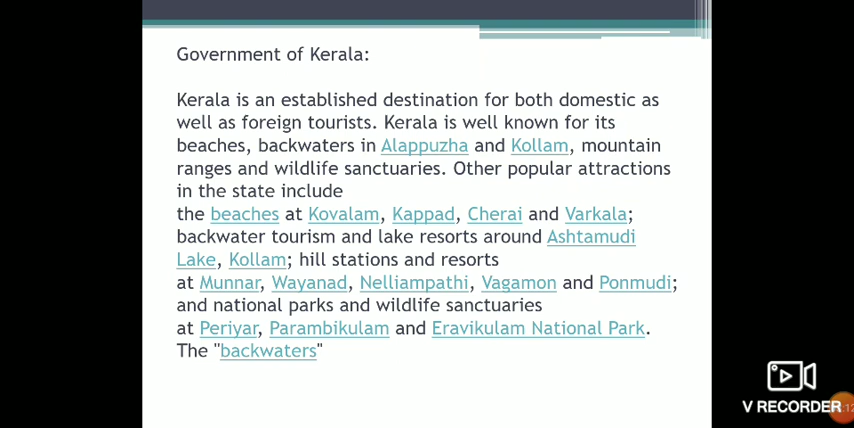 Government of Kerala:
Kerala is an established destination for both domestic as
well as foreign tourists. Kerala is well known for its
beaches, backwaters in Alappuzha and Kollam, mountain
ranges and wildlife sanctuaries. Other popular attractions
in the state include
the beaches at Kovalam, Kappad, Cherai and Varkala;
backwater tourism and lake resorts around Ashtamudi
Lake, Kollam; hill stations and resorts
at Munnar, Wayanad, Nelliampathi, Vagamon and Ponmudi;
and national parks and wildlife sanctuaries
at Periyar, Parambikulam and Eravikulam National Park.
The "backwaters"
V RECORDER